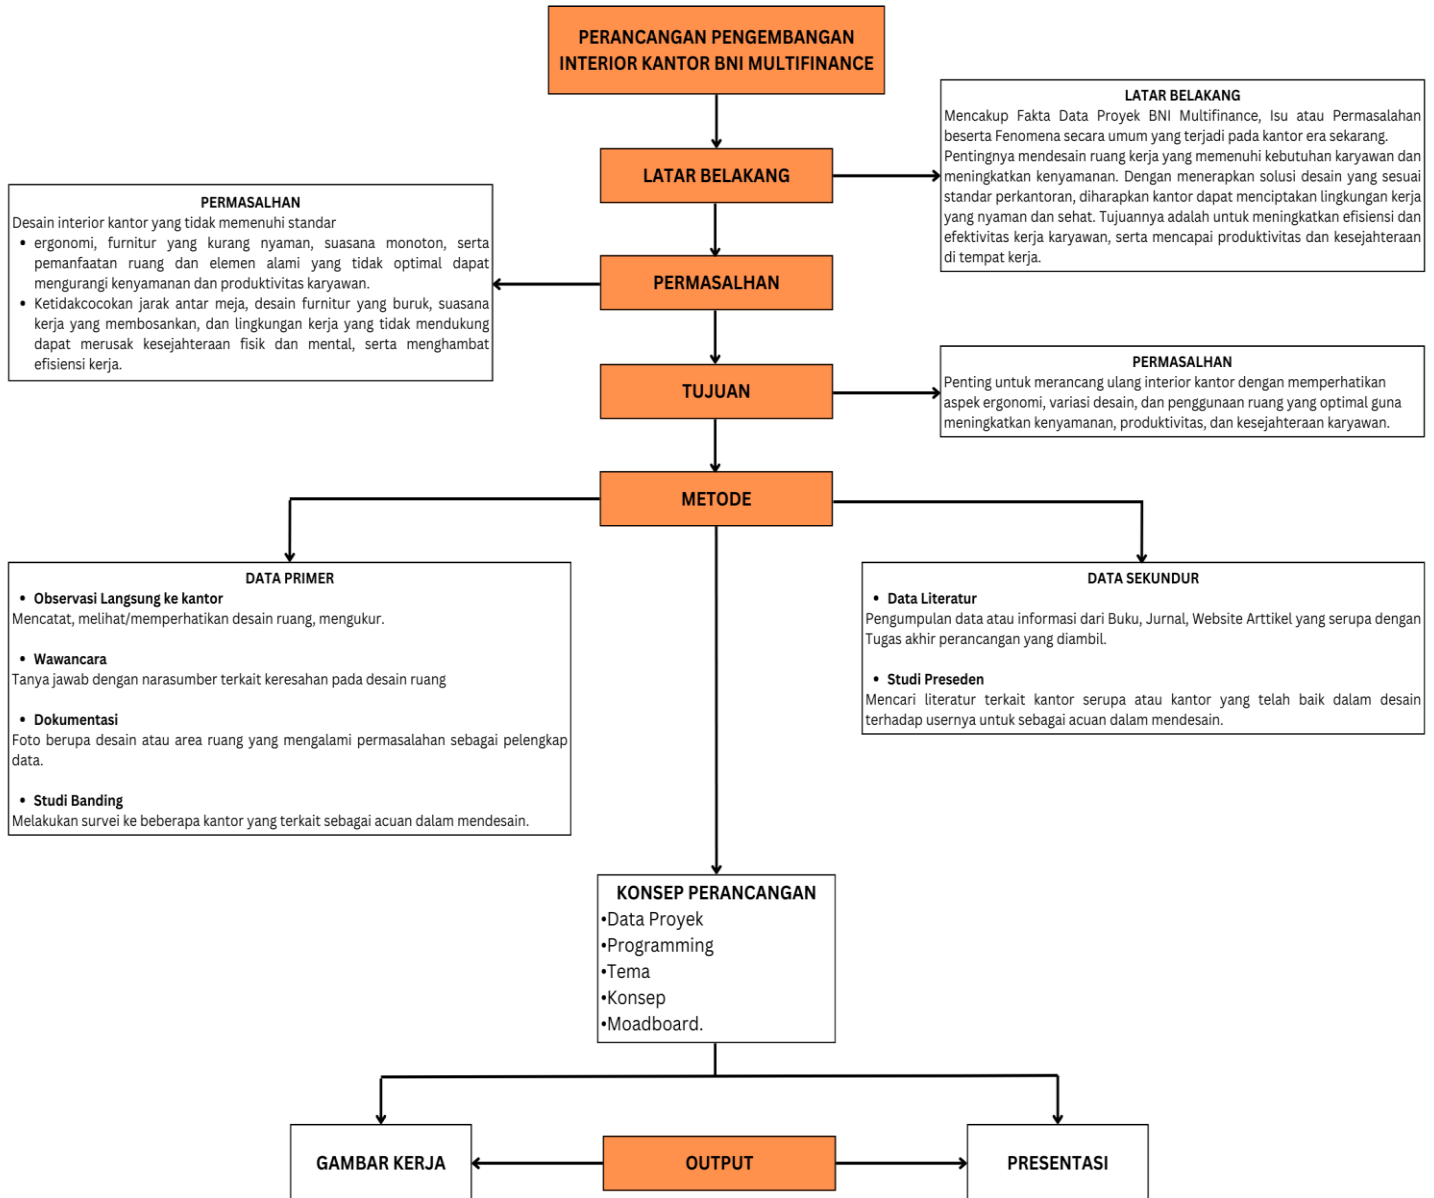 PERANCANGAN PENGEMBANGAN
INTERIOR KANTOR BNI MULTIFINANCE
LATAR BELAKANG
LATAR BELAKANG
Mencakup Fakta Data Proyek BNI Multifinance, Isu atau Permasalahan
beserta Fenomena secara umum yang terjadi pada kantor era sekarang.
Pentingnya mendesain ruang kerja yang memenuhi kebutuhan karyawan dan
meningkatkan kenyamanan. Dengan menerapkan solusi desain yang sesuai
standar perkantoran, diharapkan kantor dapat menciptakan lingkungan kerja
yang nyaman dan sehat. Tujuannya adalah untuk meningkatkan efisiensi dan
efektivitas kerja karyawan, serta mencapai produktivitas dan kesejahteraan
di tempat kerja.
PERMASALHAN
PERMASALHAN
Desain interior kantor yang tidak memenuhi standar
• ergonomi, furnitur yang kurang nyaman, suasana monoton, serta
pemanfaatan ruang dan elemen alami yang tidak optimal dapat
mengurangi kenyamanan dan produktivitas karyawan.
• Ketidakcocokan jarak antar meja, desain furnitur yang buruk, suasana
kerja yang membosankan, dan lingkungan kerja yang tidak mendukung
dapat merusak kesejahteraan fisik dan mental, serta menghambat
efisiensi kerja.
TUJUAN
PERMASALHAN
Penting untuk merancang ulang interior kantor dengan memperhatikan
aspek ergonomi, variasi desain, dan penggunaan ruang yang optimal guna
meningkatkan kenyamanan, produktivitas, dan kesejahteraan karyawan.
METODE
DATA PRIMER
• Observasi Langsung ke kantor
Mencatat, melihat/memperhatikan desain ruang, mengukur.
• Wawancara
Tanya jawab dengan narasumber terkait keresahan pada desain ruang
• Dokumentasi
Foto berupa desain atau area ruang yang mengalami permasalahan sebagai pelengkap
data.
• Studi Banding
Melakukan survei ke beberapa kantor yang terkait sebagai acuan dalam mendesain.
DATA SEKUNDUR
• Data Literatur
Pengumpulan data atau informasi dari Buku, Jurnal, Website Arttikel yang serupa dengan
Tugas akhir perancangan yang diambil.
• Studi Preseden
Mencari literatur terkait kantor serupa atau kantor yang telah baik dalam desain
terhadap usernya untuk sebagai acuan dalam mendesain.
KONSEP PERANCANGAN
•Data Proyek
•Programming
•Tema
•Konsep
•Moadboard.
GAMBAR KERJA
OUTPUT
PRESENTASI